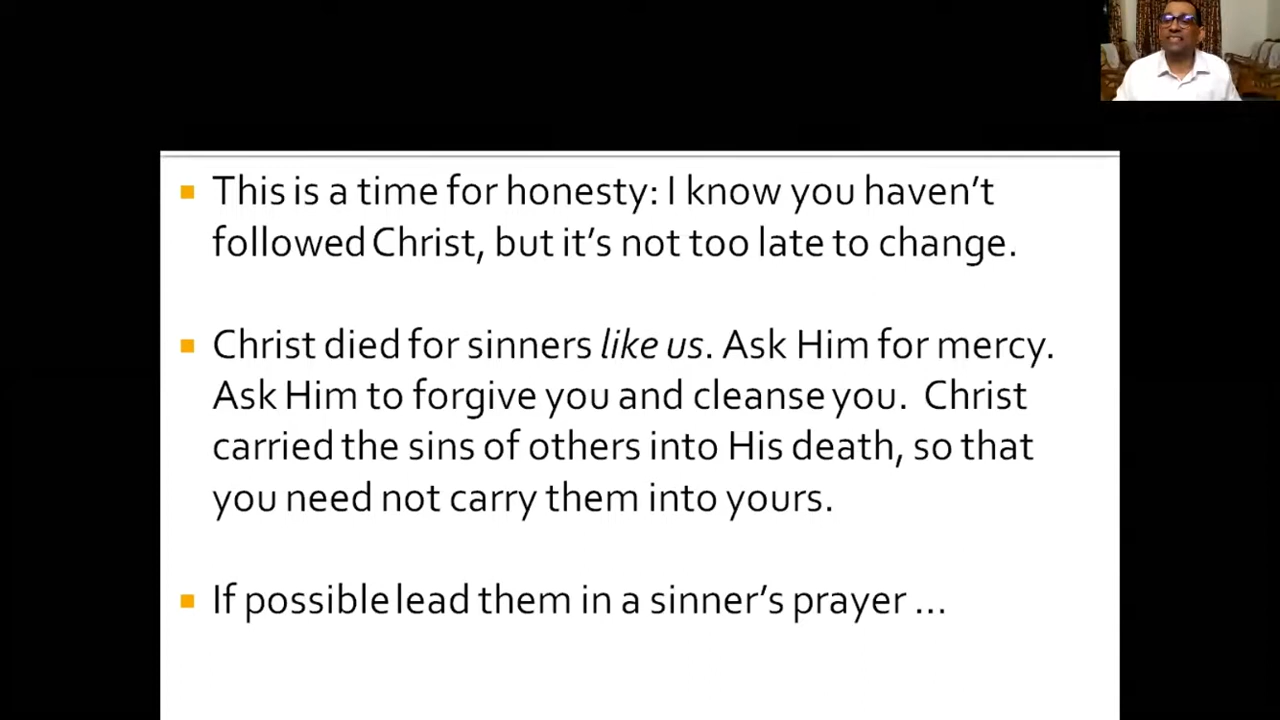 This is a time for honesty: I know you haven’t
followed Christ, but it’s not too late to change.
Christ died for sinners like us. Ask Him for mercy.
Ask Him to forgive you and cleanse you. Christ
carried the sins of others into His death, so that
you need not carry them into yours.
If possible lead them in a sinner’s prayer ...